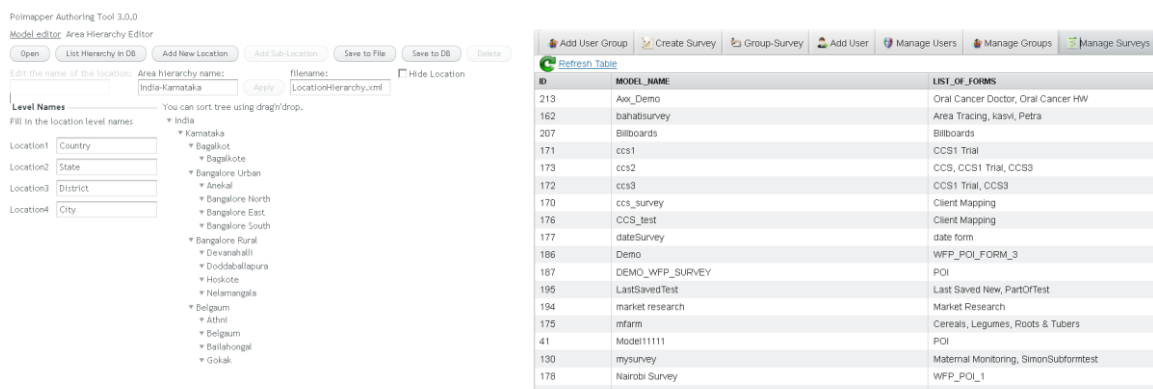 Poimapper Authoring Tool 3.0.0
Model editor Area Hierarchy Editor
Open List Hierarchy in DB Add New Location Add Sub-Location Save to File Save to DB Delete
Edit the name of the location: Area hierarchy name: filename: Hide Location
India-Karnataka Apply LocationHierarchy.xml
Level Names You can sort tree using drag'n'drop.
Fill in the location level names
Location1 Country
Location2 State
Location3 District
Location4 City
India
Karnataka
Bagalkot
Bagalkote
Bangalore Urban
Anekal
Bangalore North
Bangalore East
Bangalore South
Bangalore Rural
Devanahalli
Doddaballapura
Hoskote
Nelamangala
Belgaum
Athni
Belgaum
Bailahongal
Gokak
Add User Group Create Survey Group-Survey Add User Manage Users Manage Groups Manage Surveys
Refresh Table
ID MODEL_NAME LIST_OF_FORMS
213 Axx_Demo Oral Cancer Doctor, Oral Cancer HW
162 bahatisurvey Area Tracing, kasvi, Petra
207 Billboards Billboards
171 ccs1 CCS1 Trial
173 ccs2 CCS, CCS1 Trial, CCS3
172 ccs3 CCS1 Trial, CCS3
170 ccs_survey Client Mapping
176 CCS_test Client Mapping
177 dateSurvey date form
186 Demo WFP_POI_FORM_3
187 DEMO_WFP_SURVEY POI
195 LastSavedTest Last Saved New, PartOfTest
194 market research Market Research
175 mfarm Cereals, Legumes, Roots & Tubers
41 Model11111 POI
130 mysurvey Maternal Monitoring, SimonSubformtest
178 Nairobi Survey WFP_POI_1